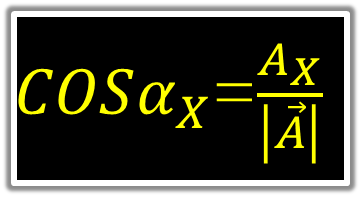 COSα_X = A_X / |A⃗|